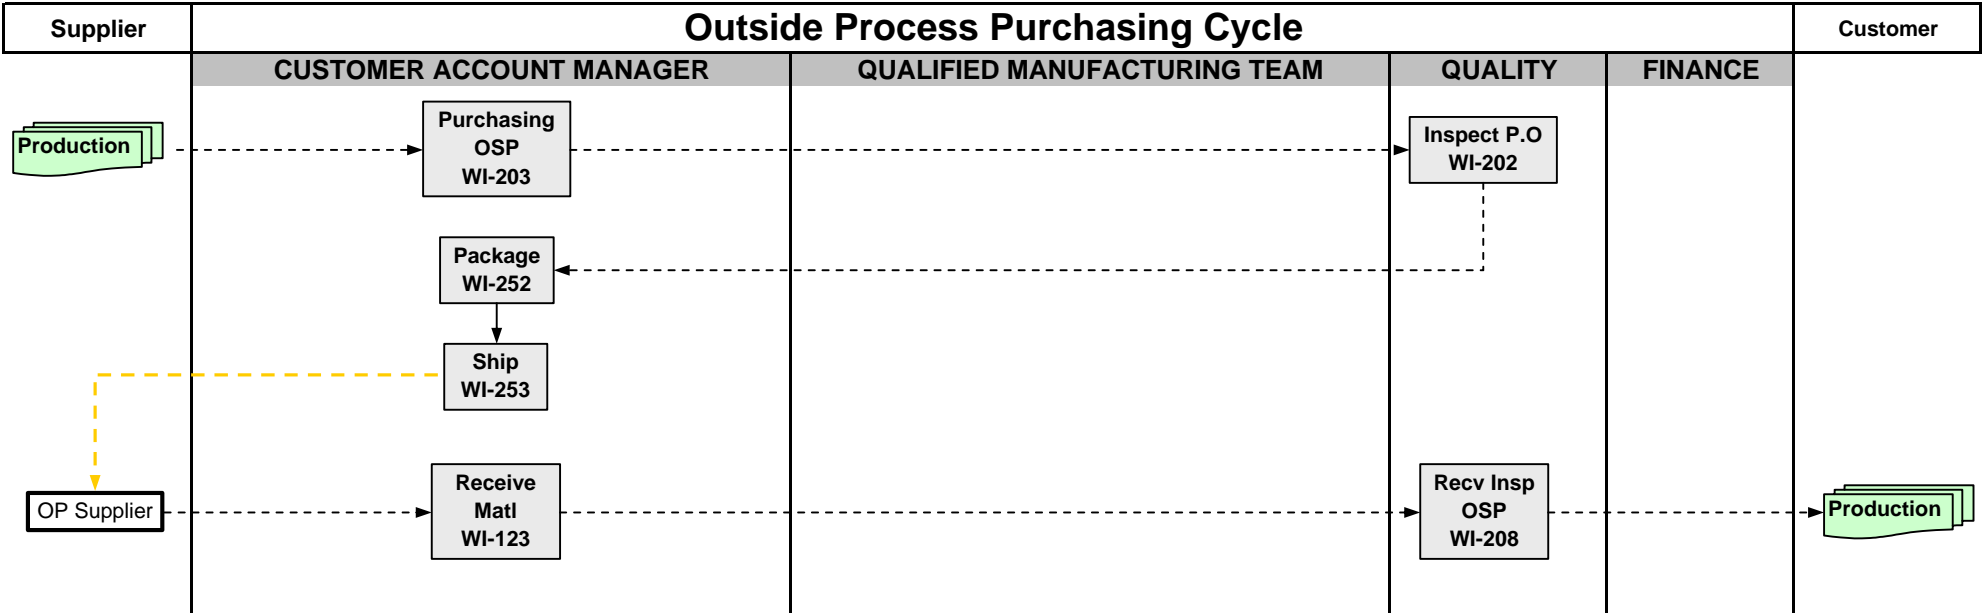 Supplier
Outside Process Purchasing Cycle
Customer
CUSTOMER ACCOUNT MANAGER
QUALIFIED MANUFACTURING TEAM
QUALITY
FINANCE
Production
Purchasing
OSP
WI-203
Inspect P.O
WI-202
Package
WI-252
Ship
WI-253
OP Supplier
Receive
Matl
WI-123
Recv Insp
OSP
WI-208
Production